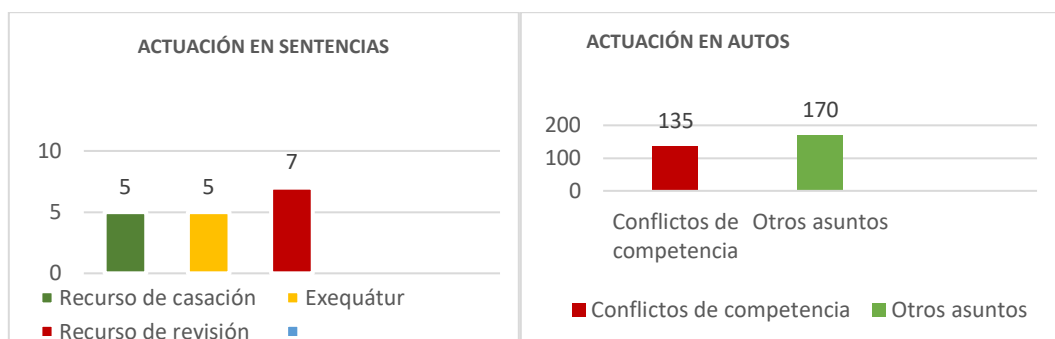 ACTUACIÓN EN SENTENCIAS
10
5
0
5
5
7
Recurso de casación
Exequátur
Recurso de revisión
ACTUACIÓN EN AUTOS
200
100
0
135
170
Conflictos de
competencia
Otros asuntos
Conflictos de competencia
Otros asuntos